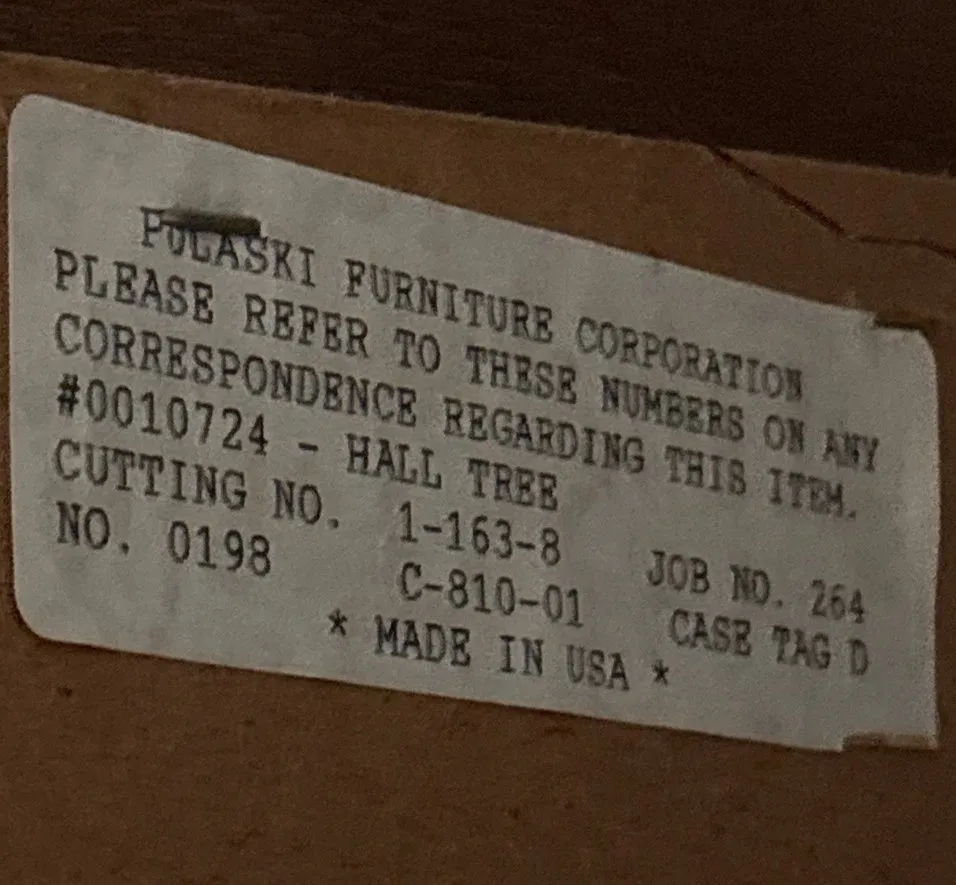 PULASKI FURNITURE CORPORATION
PLEASE REFER TO THESE NUMBERS ON ANY
CORRESPONDENCE REGARDING THIS ITEM.
#0010724 - HALL TREE
CUTTING NO. 1-163-8 JOB NO. 264
NO. 0198 C-810-01 CASE TAG D
* MADE IN USA *